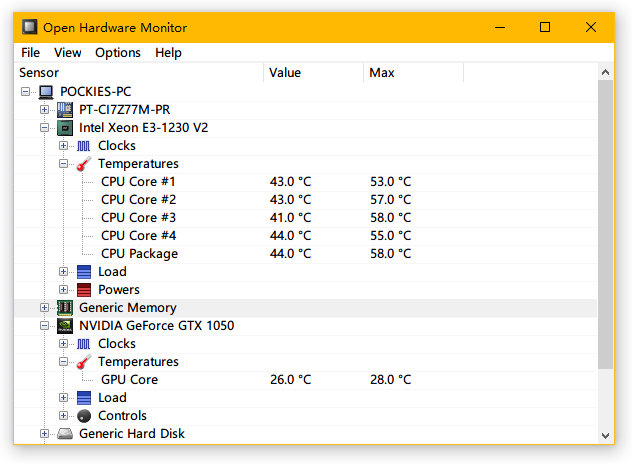 Open Hardware Monitor
File View Options Help
Sensor Value Max
POCKIES-PC
PT-CI7Z77M-PR
Intel Xeon E3-1230 V2
Clocks
Temperatures
CPU Core #1 43.0 °C 53.0 °C
CPU Core #2 43.0 °C 57.0 °C
CPU Core #3 41.0 °C 58.0 °C
CPU Core #4 44.0 °C 55.0 °C
CPU Package 44.0 °C 58.0 °C
Load
Powers
Generic Memory
NVIDIA GeForce GTX 1050
Clocks
Temperatures
GPU Core 26.0 °C 28.0 °C
Load
Controls
Generic Hard Disk